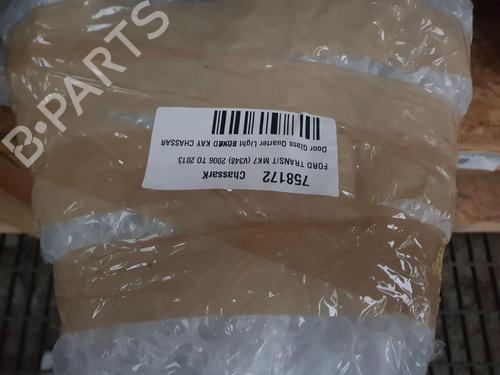 B-PARTS
758172 Chassark
FORD TRANSIT MK7 (V348) 2006 TO 2013
Door Glass Quarter Light BOXED KAY CHASSAR